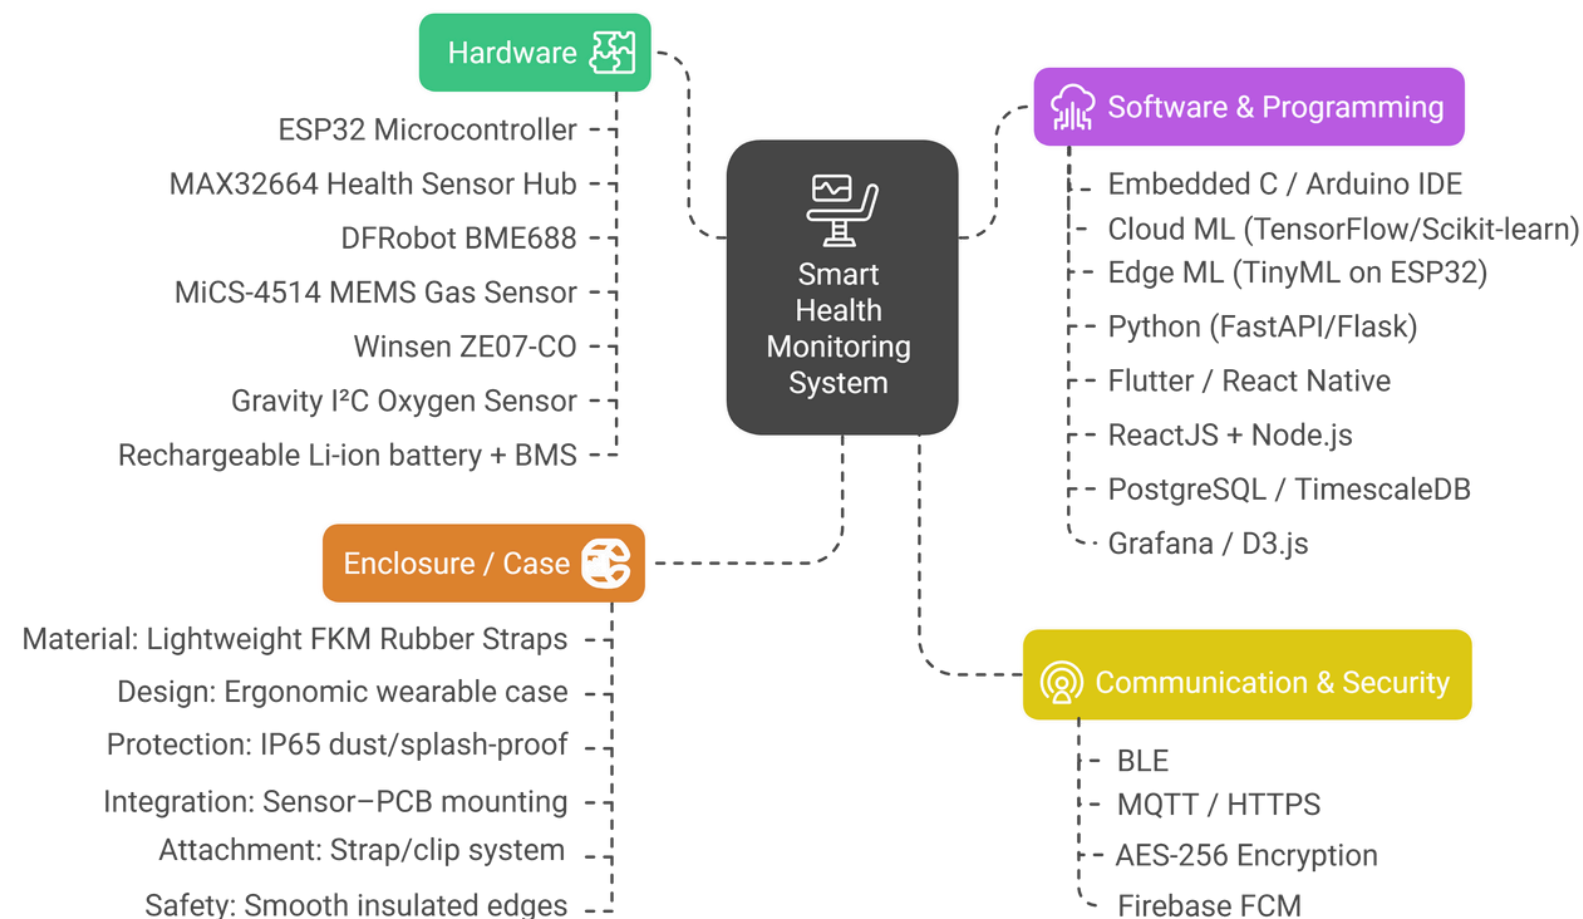 Hardware
ESP32 Microcontroller
MAX32664 Health Sensor Hub
DFRobot BME688
MiCS-4514 MEMS Gas Sensor
Winsen ZE07-CO
Gravity I²C Oxygen Sensor
Rechargeable Li-ion battery + BMS
Smart
Health
Monitoring
System
Software & Programming
Embedded C / Arduino IDE
Cloud ML (TensorFlow/Scikit-learn)
Edge ML (TinyML on ESP32)
Python (FastAPI/Flask)
Flutter / React Native
ReactJS + Node.js
PostgreSQL / TimescaleDB
Grafana / D3.js
Enclosure / Case
Material: Lightweight FKM Rubber Straps
Design: Ergonomic wearable case
Protection: IP65 dust/splash-proof
Integration: Sensor–PCB mounting
Attachment: Strap/clip system
Safety: Smooth insulated edges
Communication & Security
BLE
MQTT / HTTPS
AES-256 Encryption
Firebase FCM